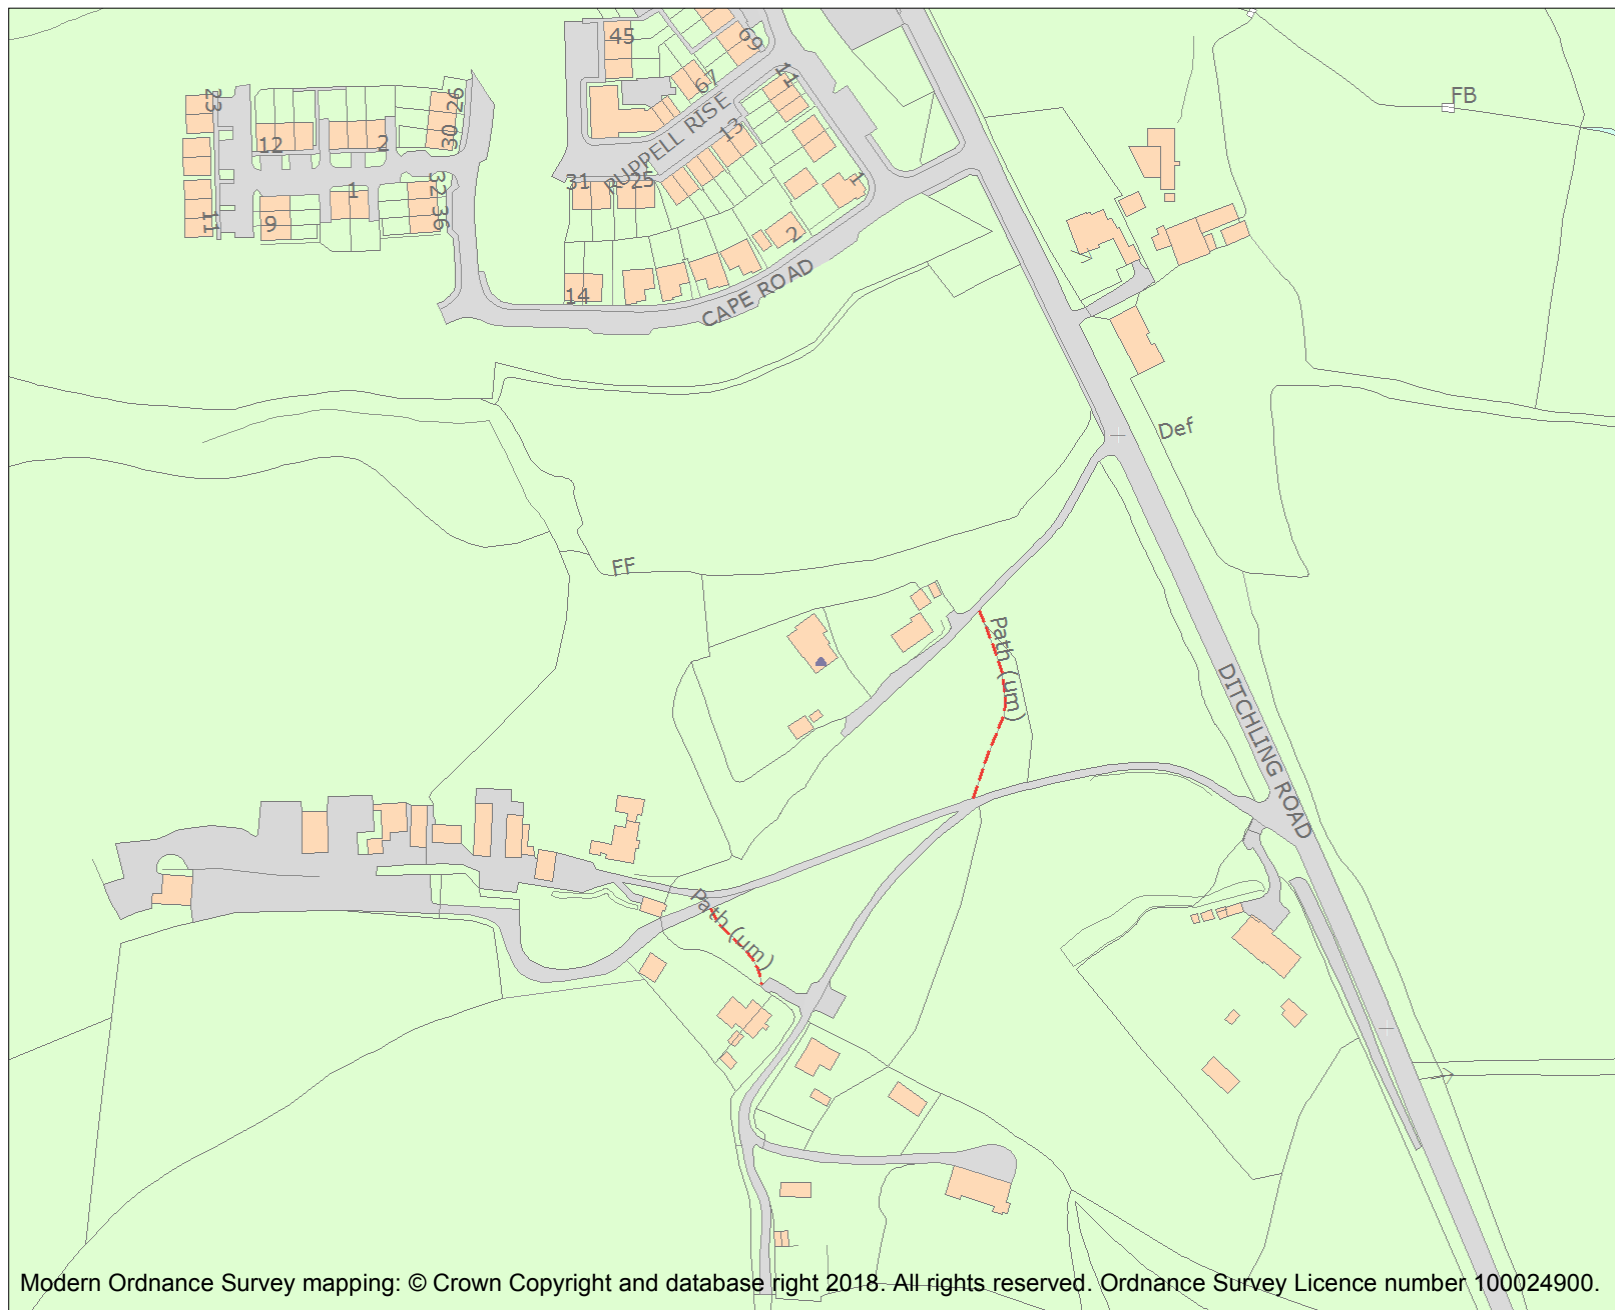 45
69
67
11
FB
23
26
RUPPELL RISE
13
12
2
30
31
25
32
1
1
11
9
36
2
14
CAPE ROAD
Def
FF
Path (um)
DITCHLING ROAD
Path (um)
Modern Ordnance Survey mapping: © Crown Copyright and database right 2018. All rights reserved. Ordnance Survey Licence number 100024900.